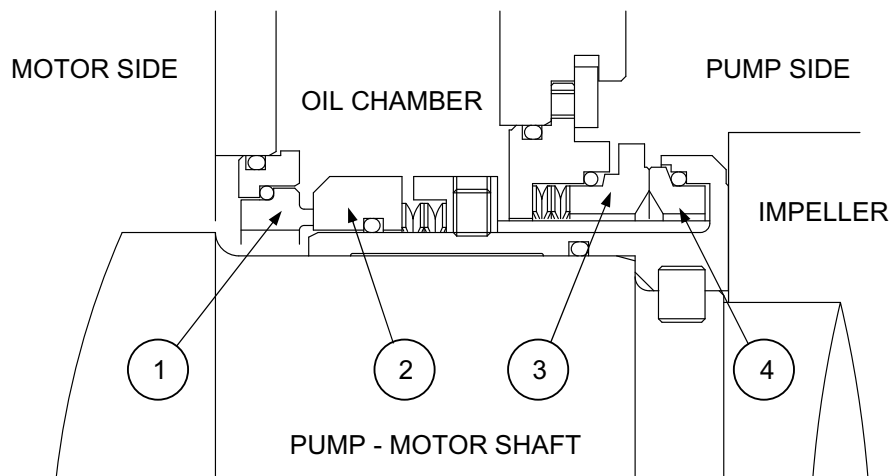 MOTOR SIDE
PUMP SIDE
OIL CHAMBER
IMPELLER
1
2
3
4
PUMP - MOTOR SHAFT